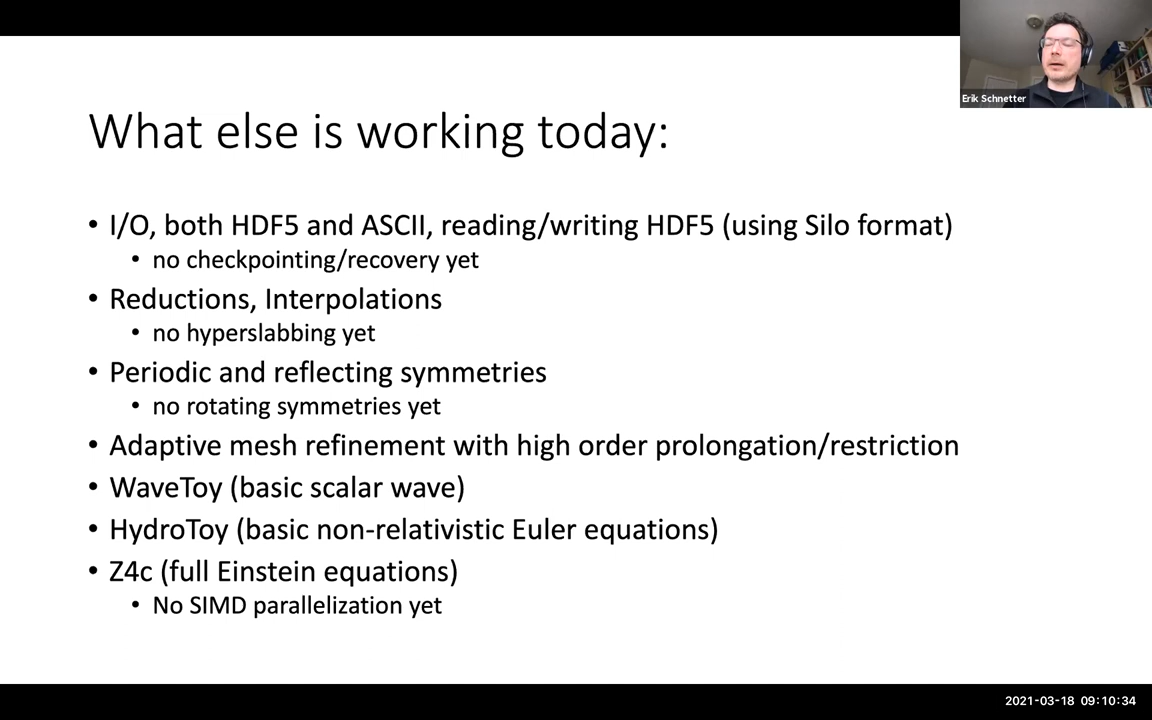 Erik Schnetter
What else is working today:
• I/O, both HDF5 and ASCII, reading/writing HDF5 (using Silo format)
• no checkpointing/recovery yet
• Reductions, Interpolations
• no hyperslabbing yet
• Periodic and reflecting symmetries
• no rotating symmetries yet
• Adaptive mesh refinement with high order prolongation/restriction
• WaveToy (basic scalar wave)
• HydroToy (basic non-relativistic Euler equations)
• Z4c (full Einstein equations)
• No SIMD parallelization yet
2021-03-18 09:10:34